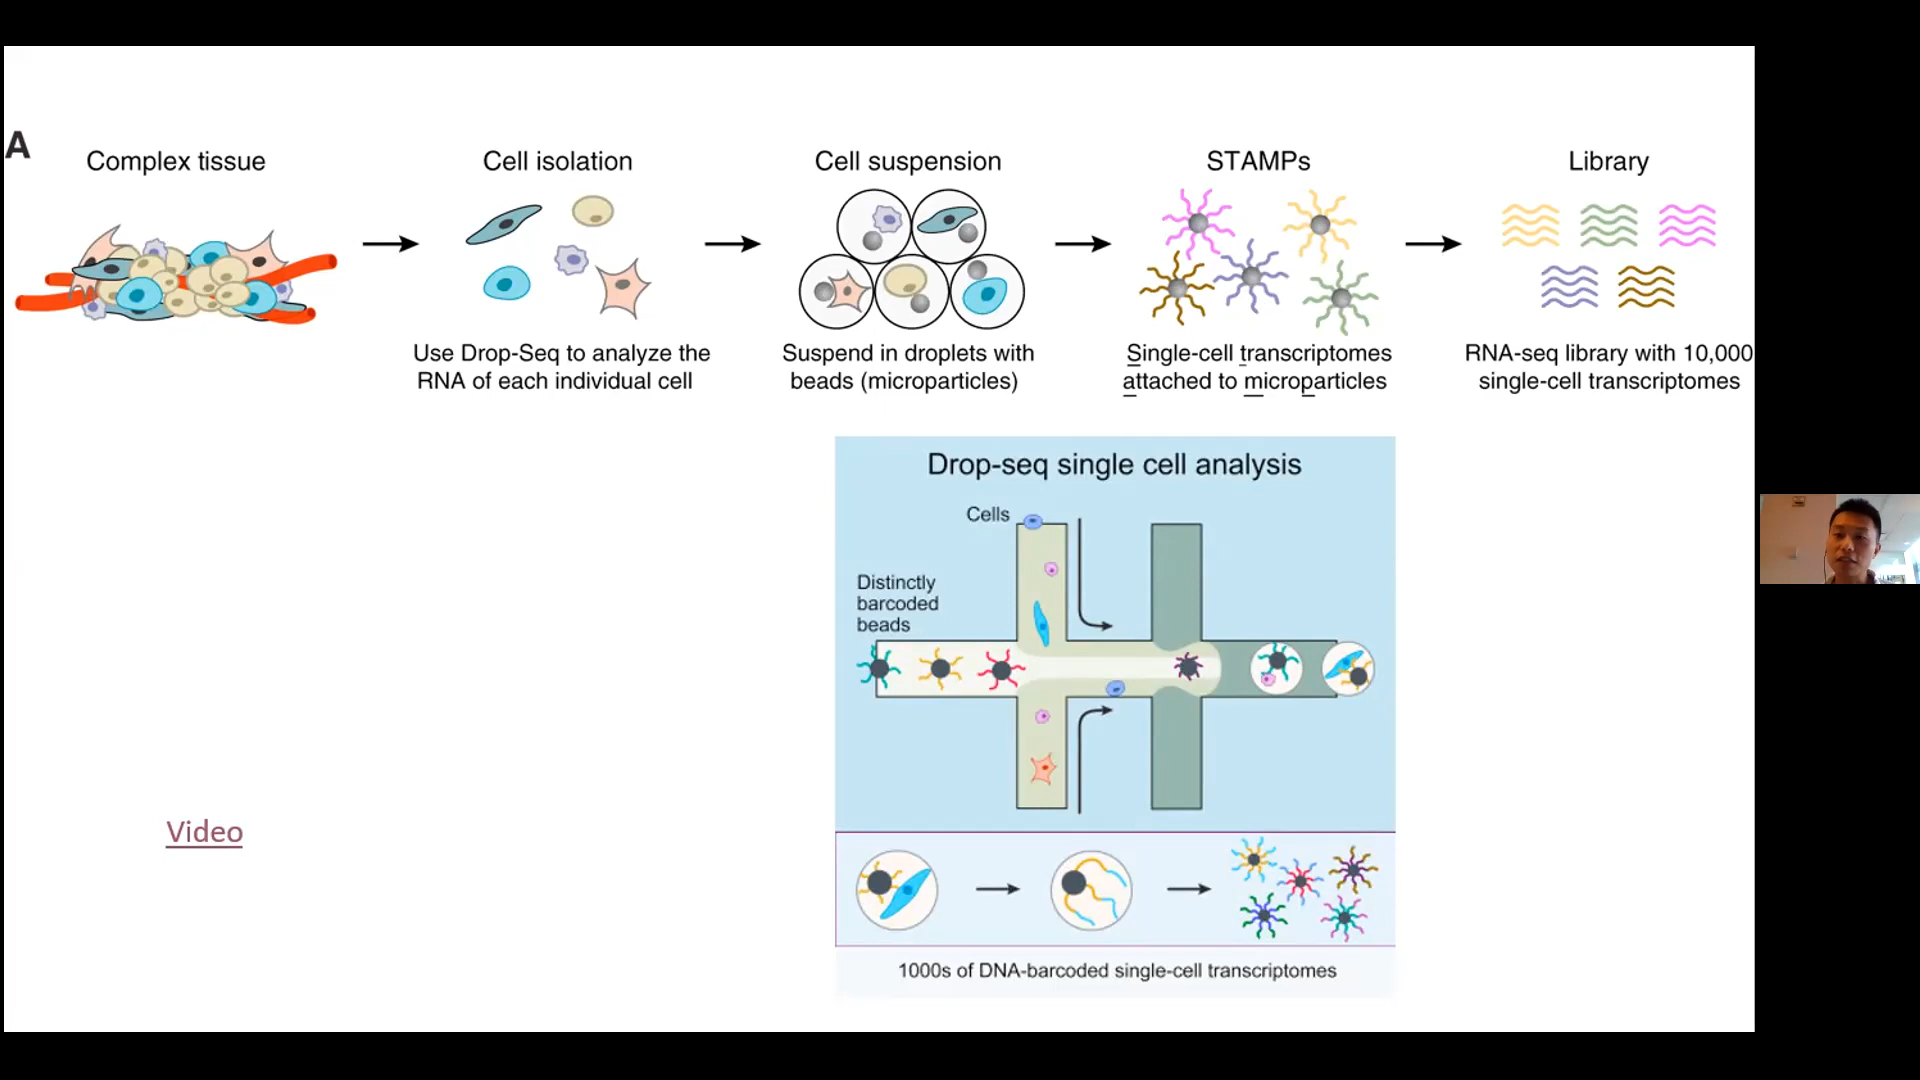 A
Complex tissue
Cell isolation
Cell suspension
STAMPs
Library
Use Drop-Seq to analyze the
RNA of each individual cell
Suspend in droplets with
beads (microparticles)
Single-cell transcriptomes
attached to microparticles
RNA-seq library with 10,000
single-cell transcriptomes
Drop-seq single cell analysis
Cells
Distinctly
barcoded
beads
Video
1000s of DNA-barcoded single-cell transcriptomes